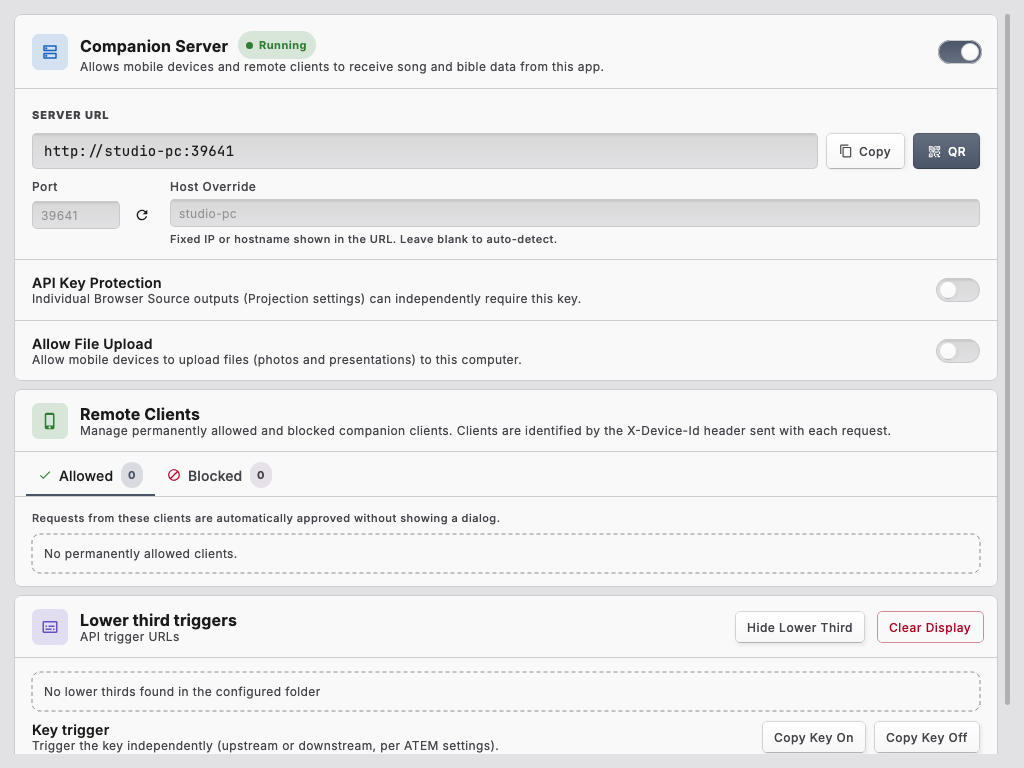 Companion Server
Running
Allows mobile devices and remote clients to receive song and bible data from this app.
SERVER URL
http://studio-pc:39641
Copy
QR
Port
Host Override
39641
studio-pc
Fixed IP or hostname shown in the URL. Leave blank to auto-detect.
API Key Protection
Individual Browser Source outputs (Projection settings) can independently require this key.
Allow File Upload
Allow mobile devices to upload files (photos and presentations) to this computer.
Remote Clients
Manage permanently allowed and blocked companion clients. Clients are identified by the X-Device-Id header sent with each request.
Allowed 0
Blocked 0
Requests from these clients are automatically approved without showing a dialog.
No permanently allowed clients.
Lower third triggers
API trigger URLs
Hide Lower Third
Clear Display
No lower thirds found in the configured folder
Key trigger
Trigger the key independently (upstream or downstream, per ATEM settings).
Copy Key On
Copy Key Off